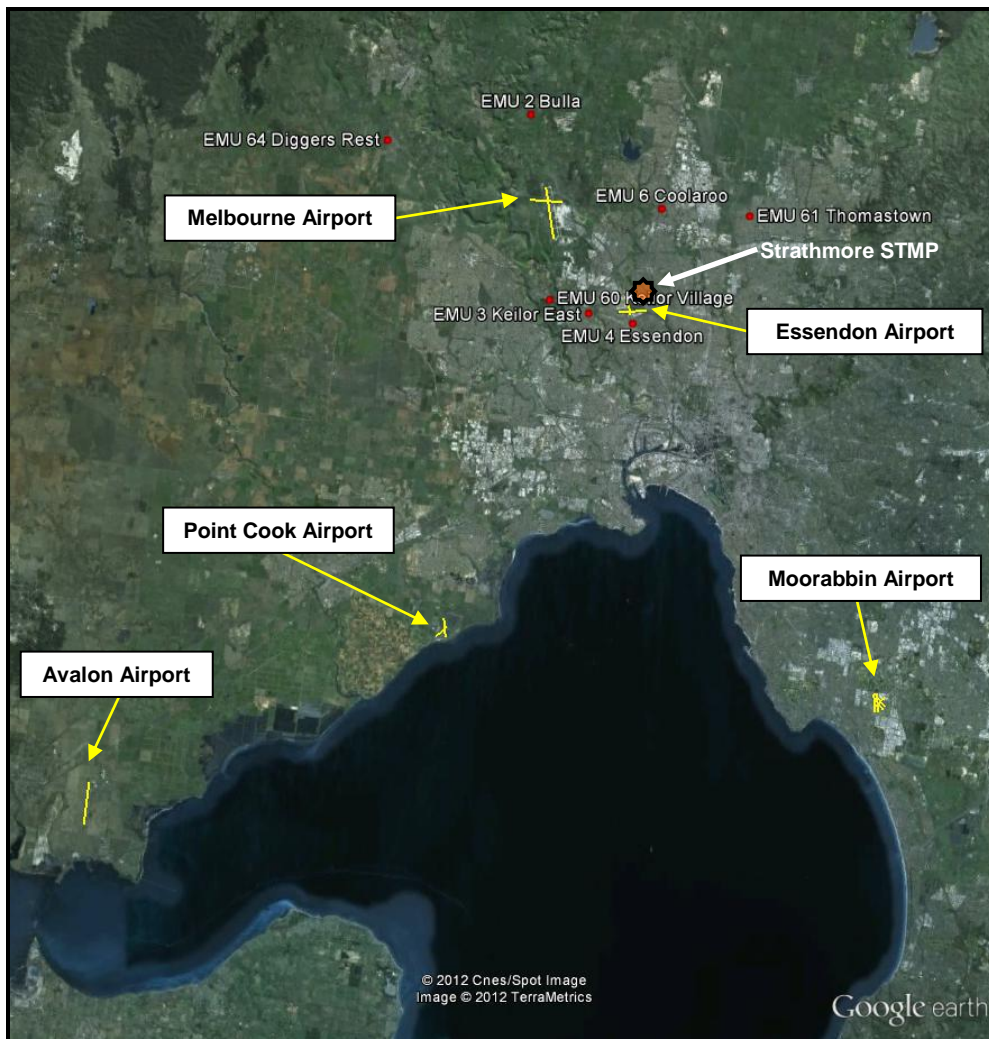 EMU 2 Bulla
EMU 64 Diggers Rest
Melbourne Airport
EMU 6 Coolaroo
EMU 61 Thomastown
Strathmore STMP
EMU 60 Keilor Village
EMU 3 Keilor East
Essendon Airport
EMU 4 Essendon
Point Cook Airport
Moorabbin Airport
Avalon Airport
© 2012 Cnes/Spot Image
Image © 2012 TerraMetrics
Google earth